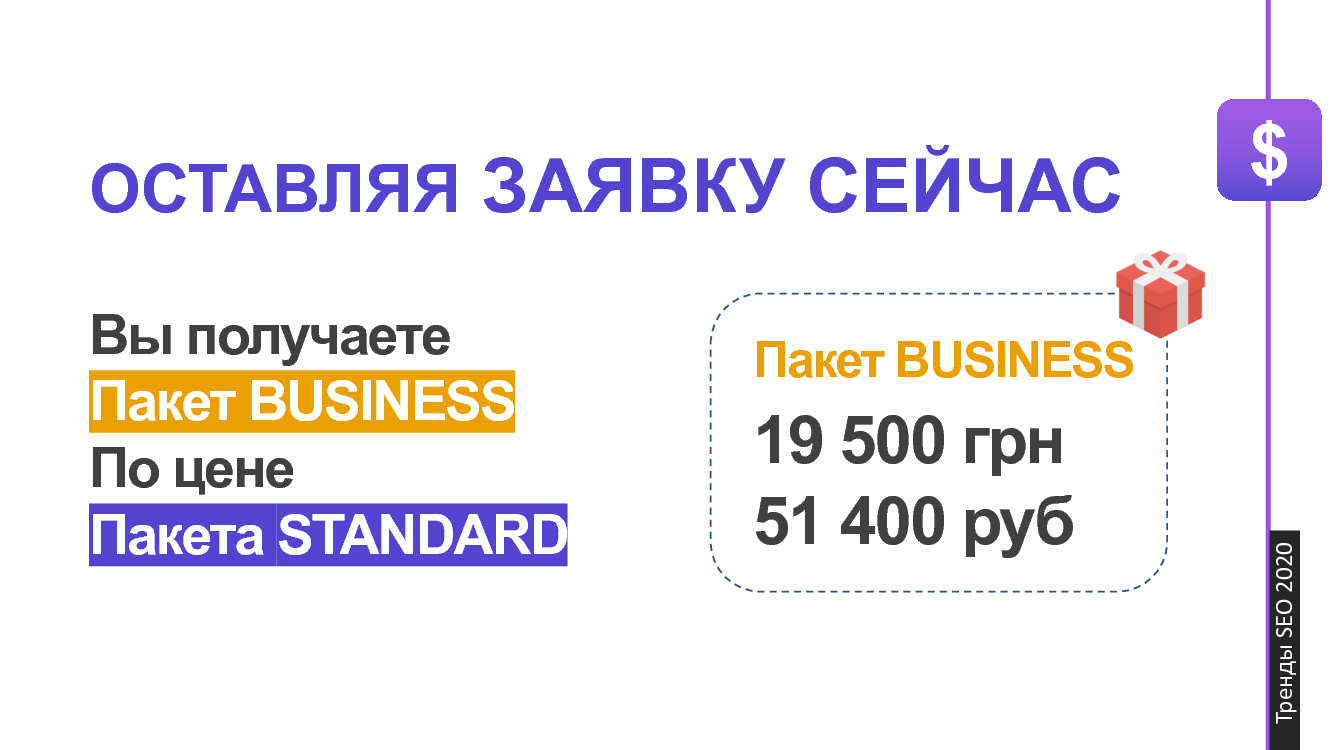 ОСТАВЛЯЯ ЗАЯВКУ СЕЙЧАС
$
Вы получаете
Пакет BUSINESS
По цене
Пакета STANDARD
Пакет BUSINESS
19 500 грн
51 400 руб
Тренды SEO 2020